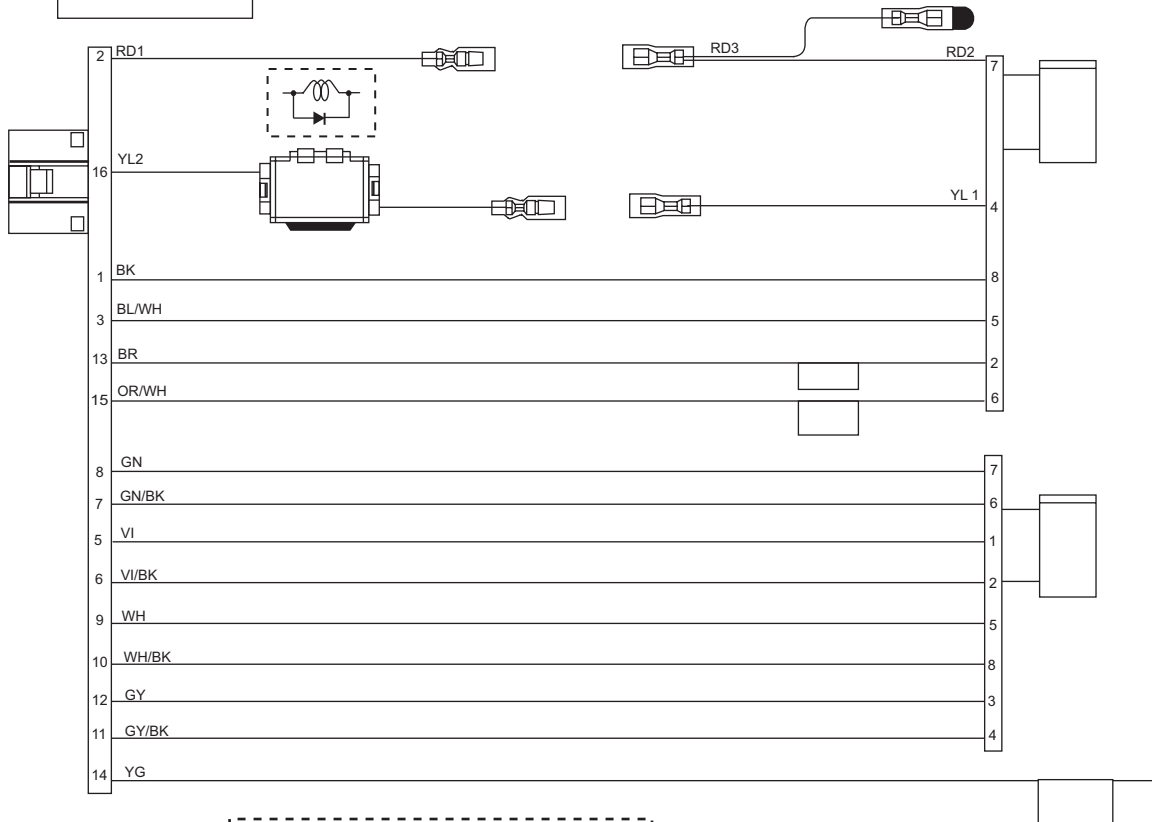 2 RD1 RD3 RD2 7
16 YL2 YL 1 4
1 BK 8
3 BL/WH 5
13 BR 2
15 OR/WH 6
8 GN 7
7 GN/BK 6
5 VI 1
6 VI/BK 2
9 WH 5
10 WH/BK 8
12 GY 3
11 GY/BK 4
14 YG